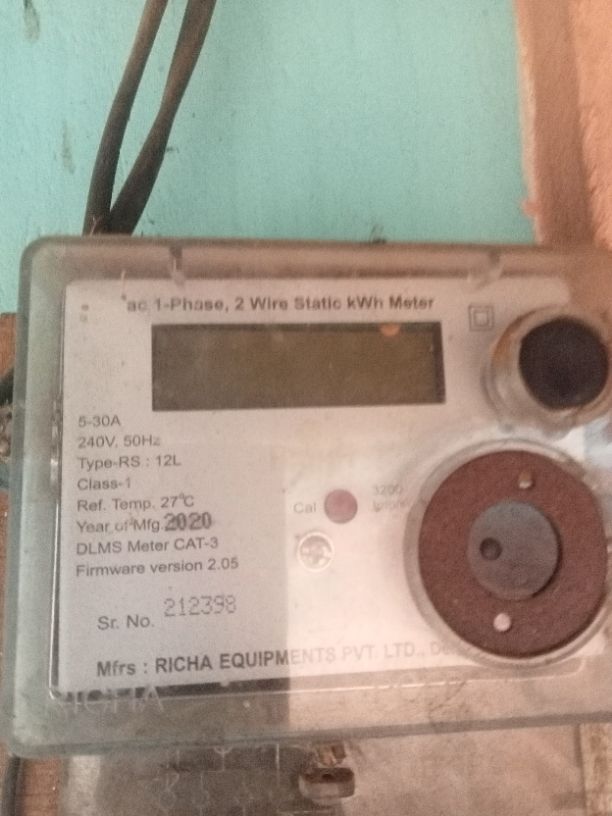 ac 1-Phase, 2 Wire Static kWh Meter
5-30A
240V, 50Hz
Type-RS : 12L
Class-1
Ref. Temp. 27°C
Year of Mfg. 2020
DLMS Meter CAT-3
Firmware version 2.05
Cal
3200
Sr. No. 212398
Mfrs : RICHA EQUIPMENTS PVT. LTD.,
RICHA